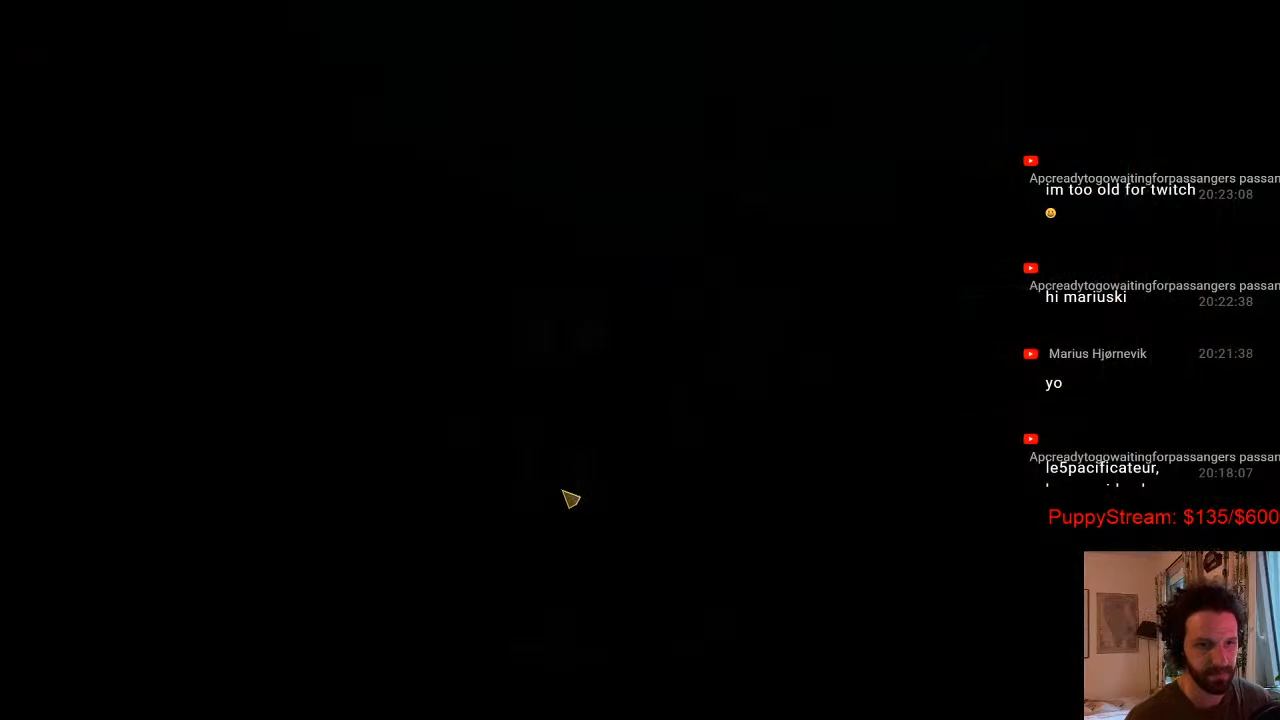 Apcreadytogowaitingforpassangers passan
im too old for twitch 20:23:08
Apcreadytogowaitingforpassangers passan
hi mariuski 20:22:38
Marius Hjørnevik 20:21:38
yo
Apcreadytogowaitingforpassangers passan
le5pacificateur, 20:18:07
PuppyStream: $135/$600